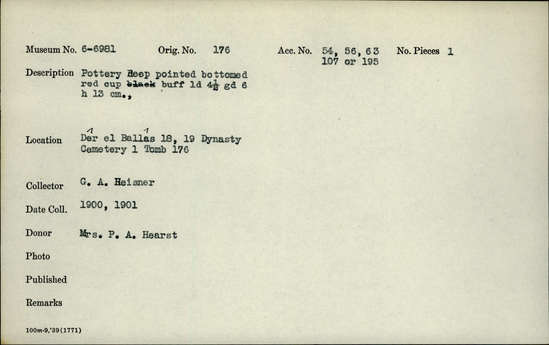 Museum No. 6-6981 Orig. No. 176 Acc. No. 54, 56, 63 No. Pieces 1
107 or 195
Description Pottery Deep pointed bottomed
red cup black buff ld 4½ gd 6
h 13 cm.,
Location Der el Ballas 18, 19 Dynasty
Cemetery 1 Tomb 176
Collector G. A. Reisner
Date Coll. 1900, 1901
Donor Mrs. P. A. Hearst
Photo
Published
Remarks
100m-9,'39(1771)